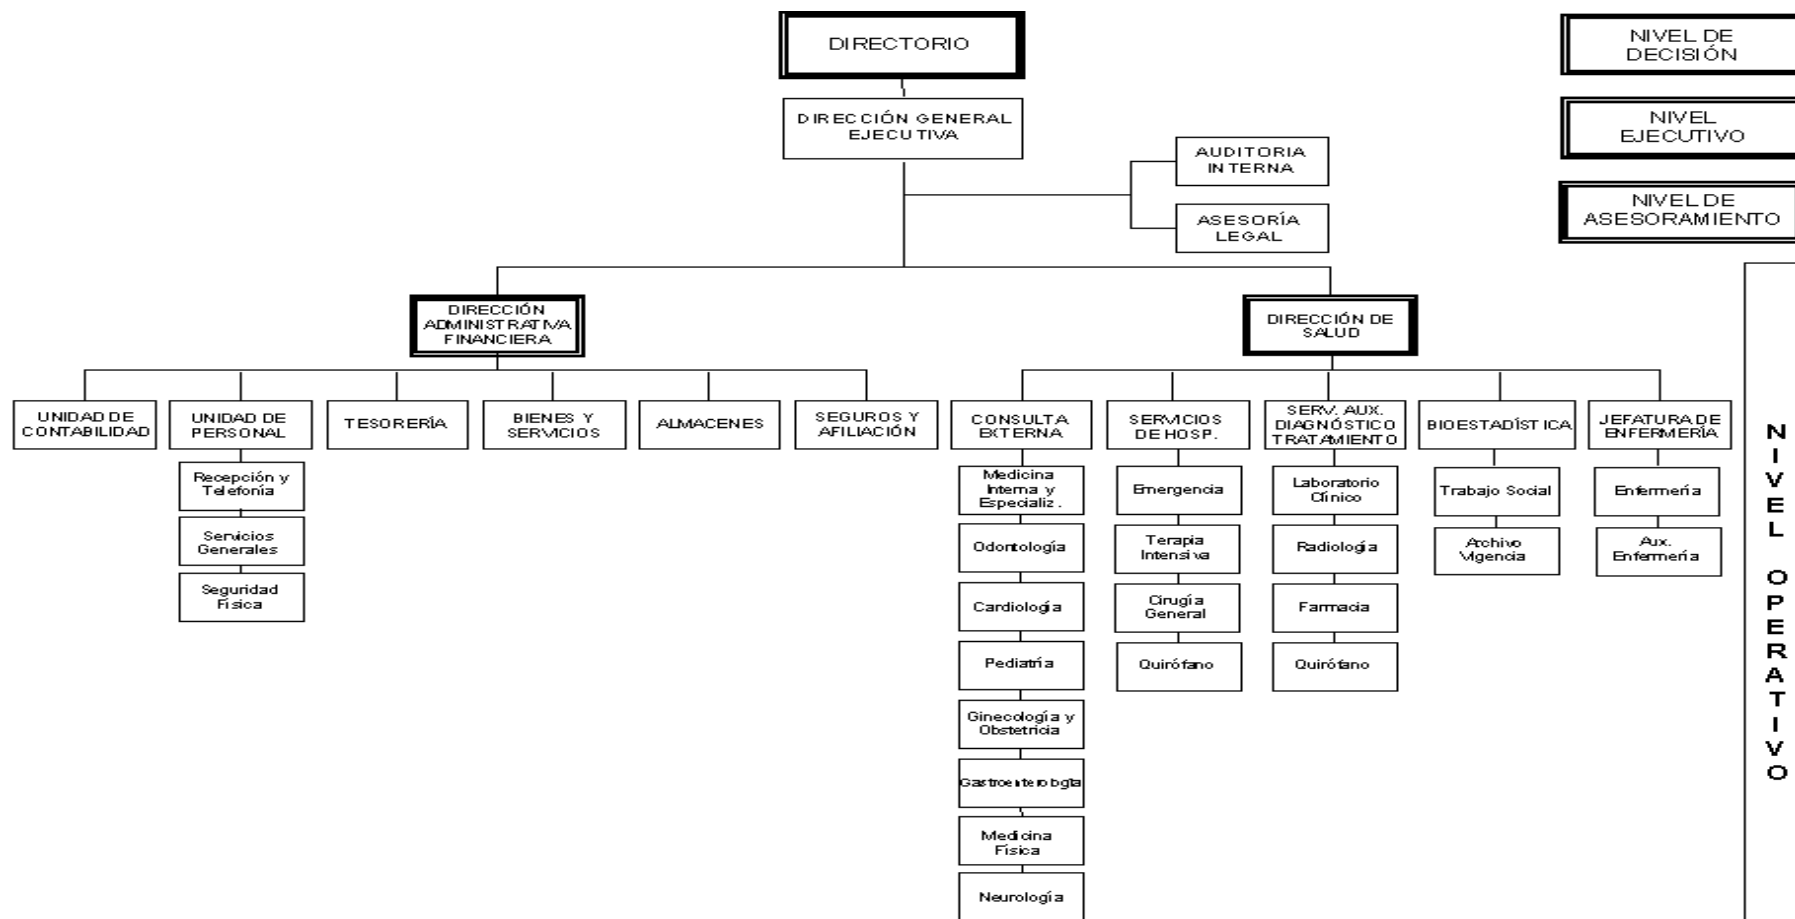 DIRECTORIO
NIVEL DE
DECISIÓN
DIRECCIÓN GENERAL
EJECUTIVA
NIVEL
EJECUTIVO
AUDITORIA
INTERNA
ASESORÍA
LEGAL
NIVEL DE
ASESORAMIENTO
DIRECCIÓN
ADMINISTRATIVA
FINANCIERA
DIRECCIÓN DE
SALUD
UNIDAD DE
CONTABILIDAD
UNIDAD DE
PERSONAL
TESORERÍA
BIENES Y
SERVICIOS
ALMACENES
SEGUROS Y
AFILIACIÓN
CONSULTA
EXTERNA
SERVICIOS
DE HOSP.
SERV. AUX.
DIAGNÓSTICO
TRATAMIENTO
BIOESTADÍSTICA
JEFATURA DE
ENFERMERÍA
Recepción y
Telefonía
Servicios
Generales
Seguridad
Física
Medicina
Interna y
Especializ.
Odontología
Cardiología
Pediatría
Ginecología y
Obstetricia
Gastroenterología
Medicina
Física
Neurología
Emergencia
Terapia
Intensiva
Cirugía
General
Quirófano
Laboratorio
Clínico
Radiología
Farmacia
Quirófano
Trabajo Social
Archivo
Vigencia
Enfermería
Aux.
Enfermería
NIVEL OPERATIVO